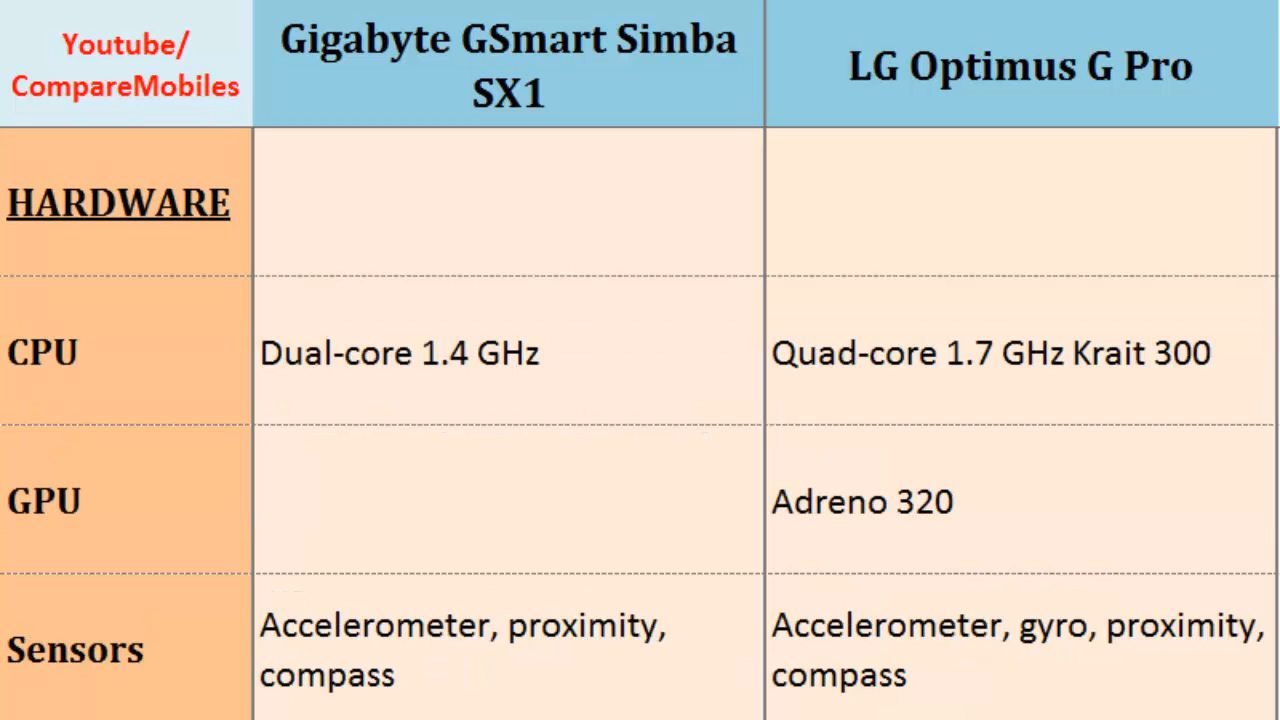 Youtube/
CompareMobiles
Gigabyte GSmart Simba
SX1
LG Optimus G Pro
HARDWARE
CPU
Dual-core 1.4 GHz
Quad-core 1.7 GHz Krait 300
GPU
Adreno 320
Sensors
Accelerometer, proximity,
compass
Accelerometer, gyro, proximity,
compass